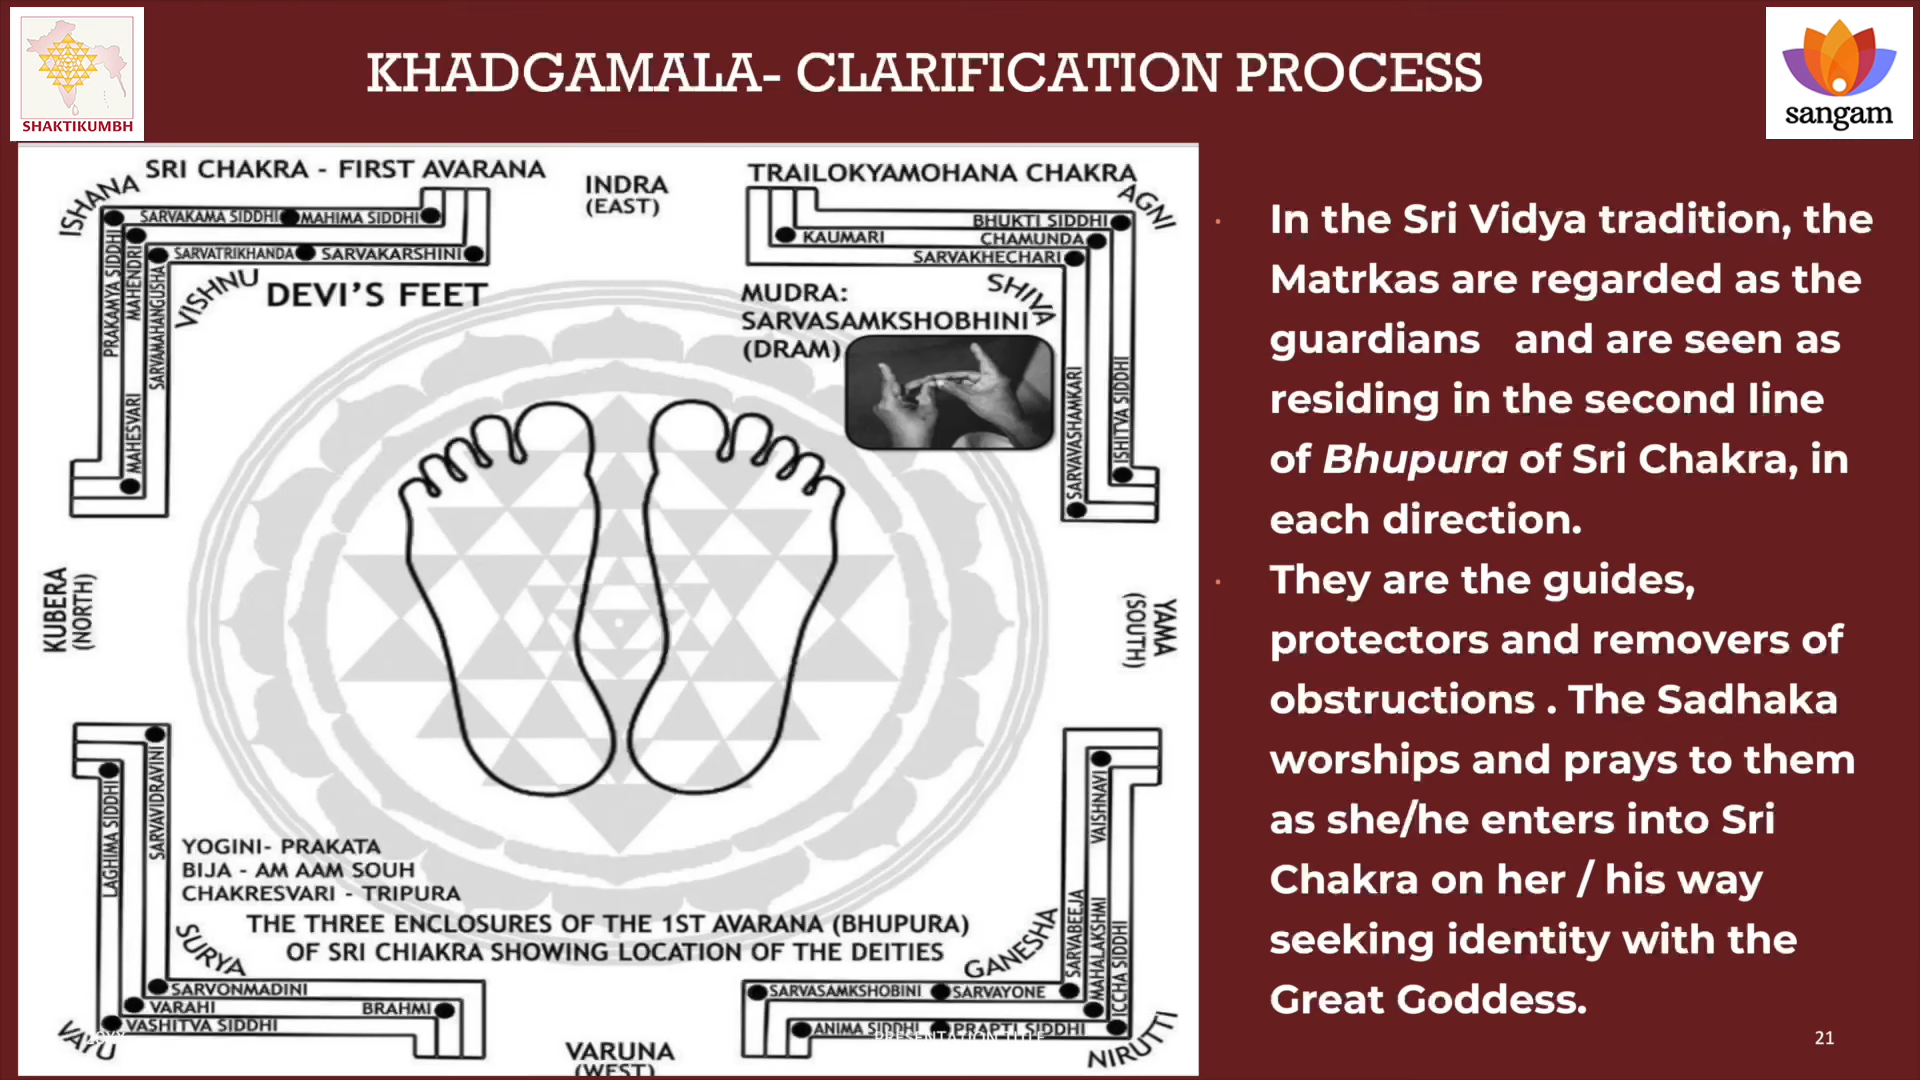 SHAKTIKUMBH
KHADGAMALA- CLARIFICATION PROCESS
sangam
SRI CHAKRA - FIRST AVARANA
INDRA
(EAST)
TRAILOKYAMOHANA CHAKRA
ISHANA
SARVAKAMA SIDDHI
MAHIMA SIDDHI
SARVATRIKHANDA
SARVAKARSHINI
PRAKAMYA SIDDHI
MAHENDRI
SARVAMAHANGUSHA
MAHESVARI
VISHNU
DEVI'S FEET
AGNI
BHUKTI SIDDHI
KAUMARI
CHAMUNDA
SARVAKHECHARI
SHIVA
MUDRA:
SARVASAMKSHOBHINI
(DRAM)
SARVAVASHAMKARI
ISHITVA SIDDHI
KUBERA
(NORTH)
YAMA
(SOUTH)
LAGHIMA SIDDHI
SARVAVIDRAVINI
YOGINI- PRAKATA
BIJA - AM AAM SOUH
CHAKRESVARI - TRIPURA
THE THREE ENCLOSURES OF THE 1ST AVARANA (BHUPURA)
OF SRI CHIAKRA SHOWING LOCATION OF THE DEITIES
SURYA
SARVONMADINI
VARAHI
BRAHMI
VASHITVA SIDDHI
VAYU
VARUNA
(WEST)
GANESHA
VAISHNAVI
SARVABEEJA
MAHALAKSHMI
ICCHA SIDDHI
SARVASAMKSHOBINI
SARVAYONE
ANIMA SIDDHI
PRAPTI SIDDHI
NIRUTTI
PRESENTATION TITLE
In the Sri Vidya tradition, the
Matrkas are regarded as the
guardians and are seen as
residing in the second line
of Bhupura of Sri Chakra, in
each direction.
They are the guides,
protectors and removers of
obstructions . The Sadhaka
worships and prays to them
as she/he enters into Sri
Chakra on her / his way
seeking identity with the
Great Goddess.
21